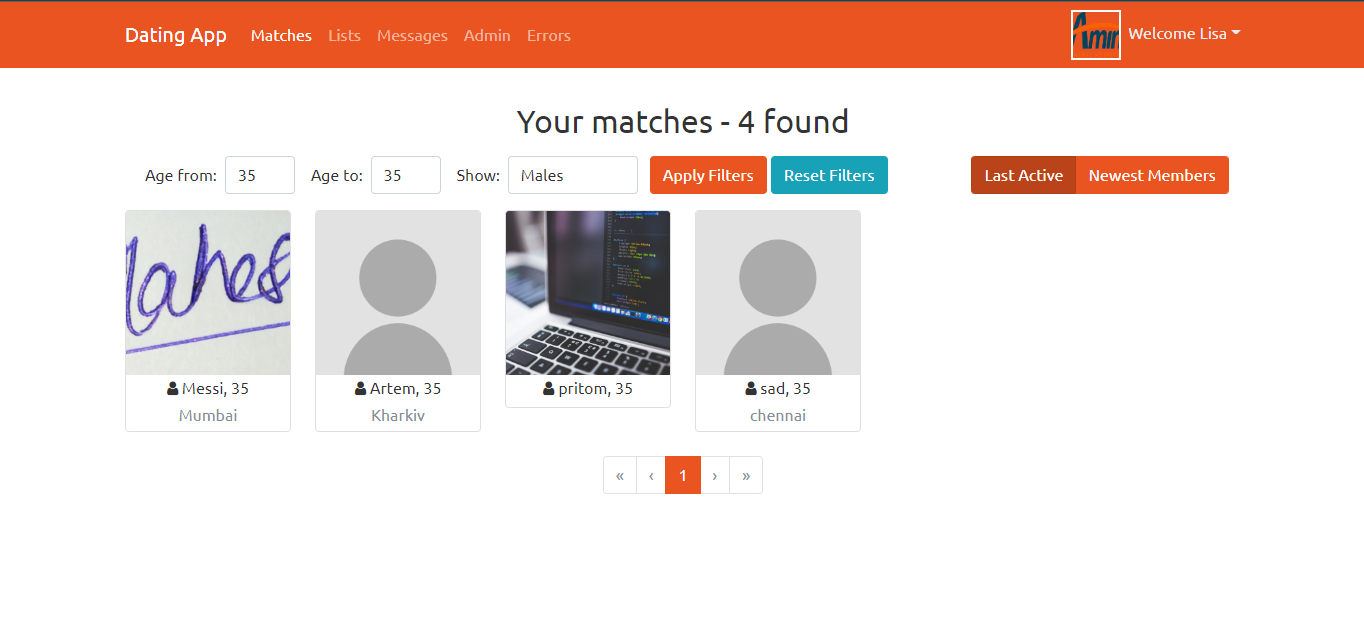 Dating App Matches Lists Messages Admin Errors Welcome Lisa
Your matches - 4 found
Age from: 35 Age to: 35 Show: Males Apply Filters Reset Filters Last Active Newest Members
Messi, 35
Mumbai
Artem, 35
Kharkiv
pritom, 35
sad, 35
chennai
« ‹ 1 › »